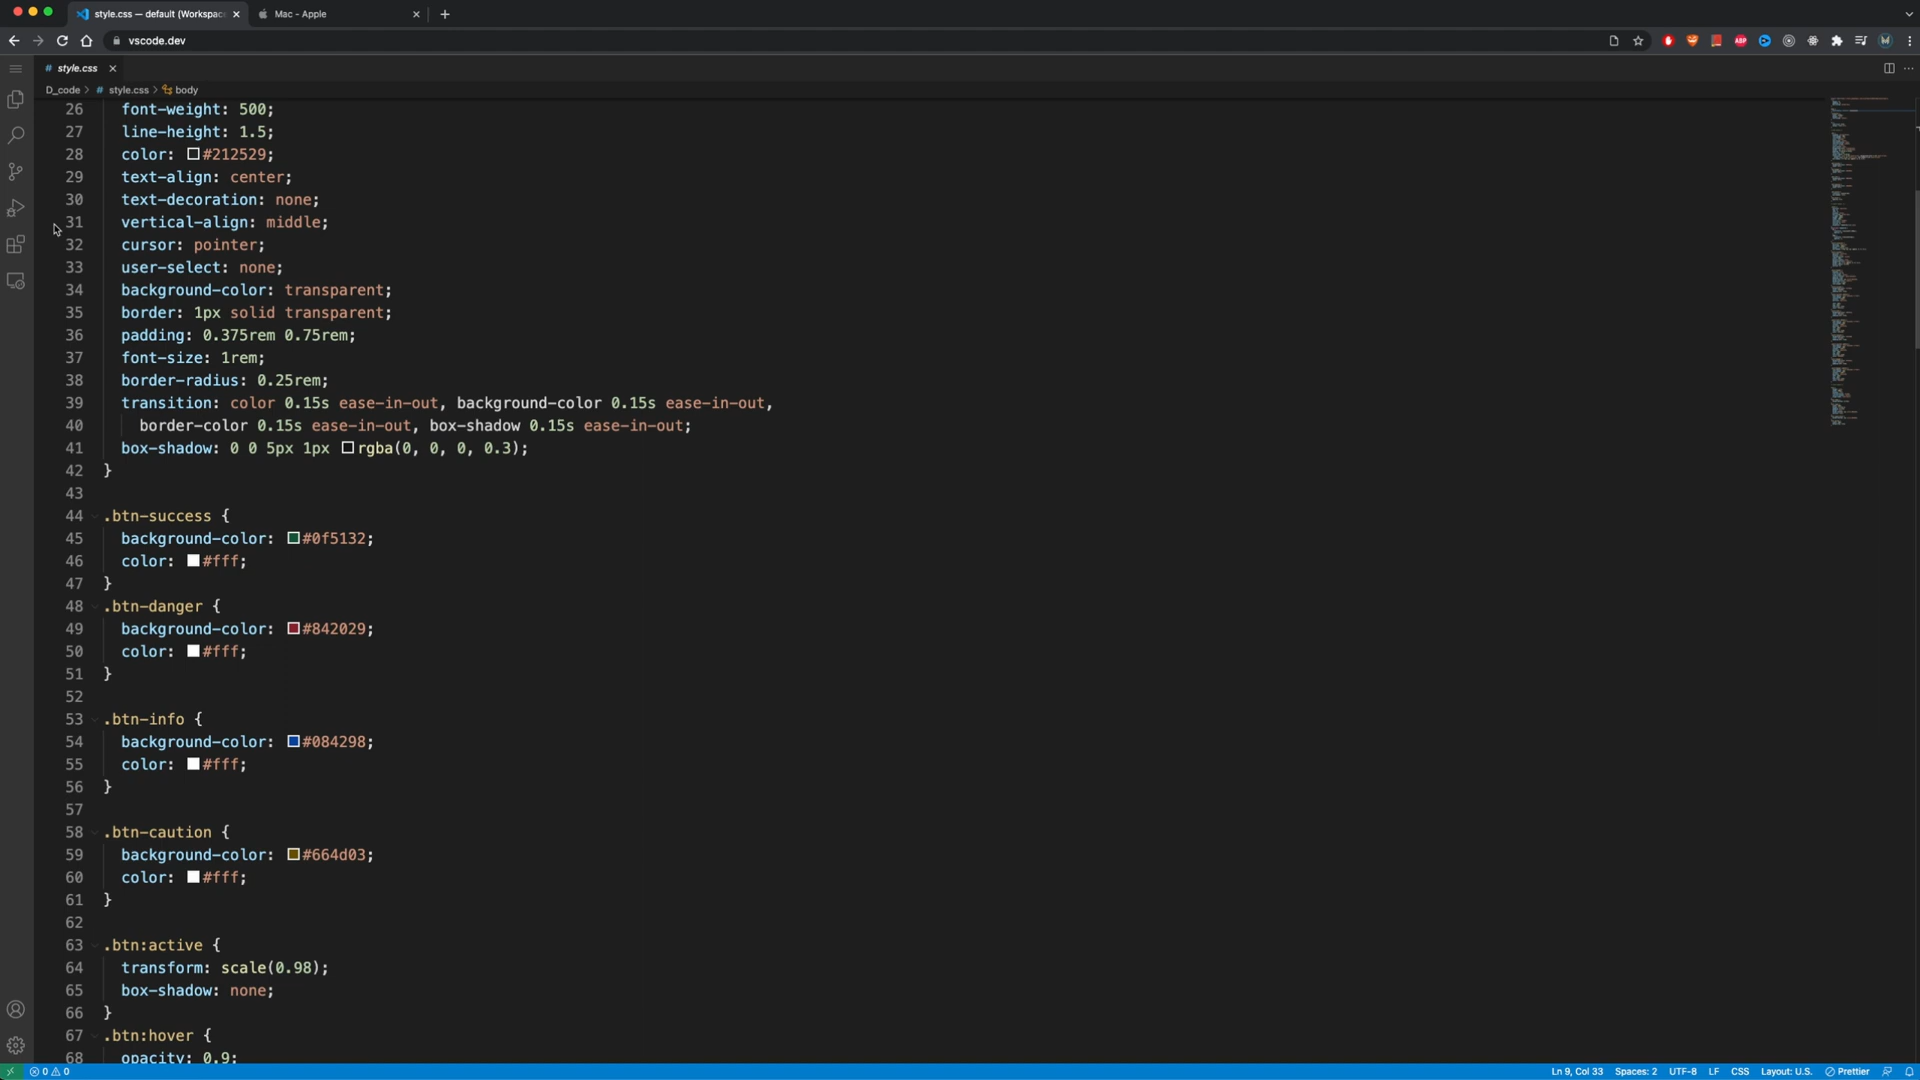 style.css — default (Workspac
Mac - Apple
vscode.dev
ABP
# style.css
D_code > # style.css > body
26 font-weight: 500;
27 line-height: 1.5;
28 color: #212529;
29 text-align: center;
30 text-decoration: none;
31 vertical-align: middle;
32 cursor: pointer;
33 user-select: none;
34 background-color: transparent;
35 border: 1px solid transparent;
36 padding: 0.375rem 0.75rem;
37 font-size: 1rem;
38 border-radius: 0.25rem;
39 transition: color 0.15s ease-in-out, background-color 0.15s ease-in-out,
40 border-color 0.15s ease-in-out, box-shadow 0.15s ease-in-out;
41 box-shadow: 0 0 5px 1px rgba(0, 0, 0, 0.3);
42 }
43
44 .btn-success {
45 background-color: #0f5132;
46 color: #fff;
47 }
48 .btn-danger {
49 background-color: #842029;
50 color: #fff;
51 }
52
53 .btn-info {
54 background-color: #084298;
55 color: #fff;
56 }
57
58 .btn-caution {
59 background-color: #664d03;
60 color: #fff;
61 }
62
63 .btn:active {
64 transform: scale(0.98);
65 box-shadow: none;
66 }
67 .btn:hover {
68 opacity: 0.9;
0 0 Ln 9, Col 33 Spaces: 2 UTF-8 LF CSS Layout: U.S. Prettier